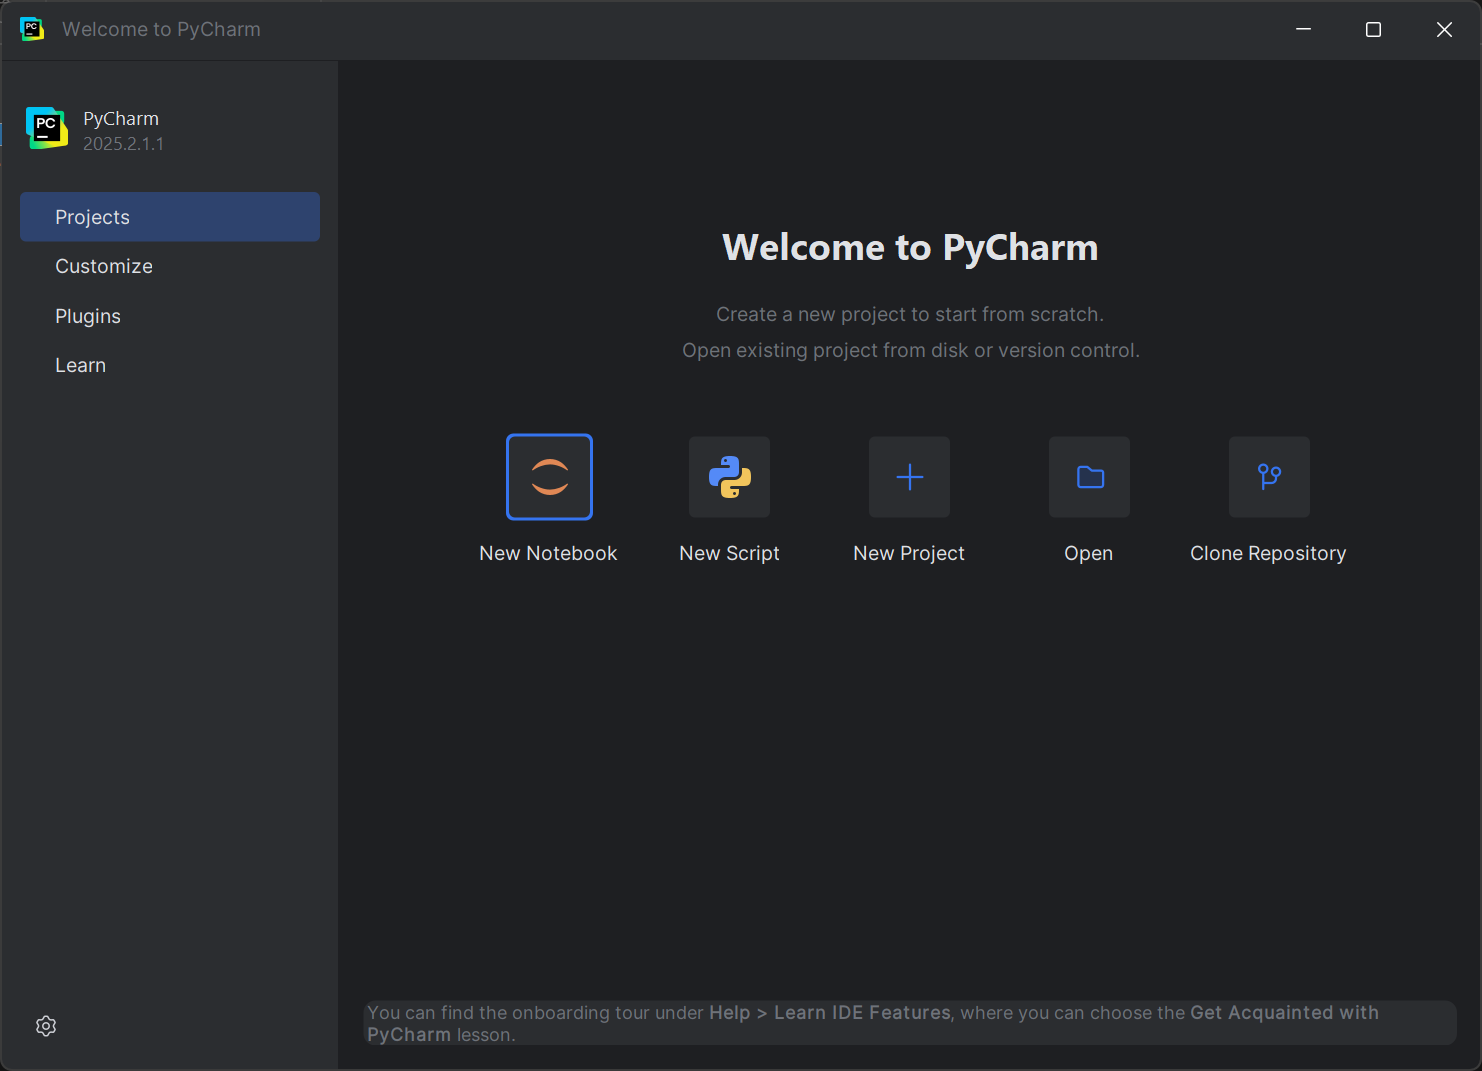 Welcome to PyCharm
PyCharm
2025.2.1.1
Projects
Customize
Plugins
Learn
Welcome to PyCharm
Create a new project to start from scratch.
Open existing project from disk or version control.
New Notebook
New Script
New Project
Open
Clone Repository
You can find the onboarding tour under Help > Learn IDE Features, where you can choose the Get Acquainted with
PyCharm lesson.